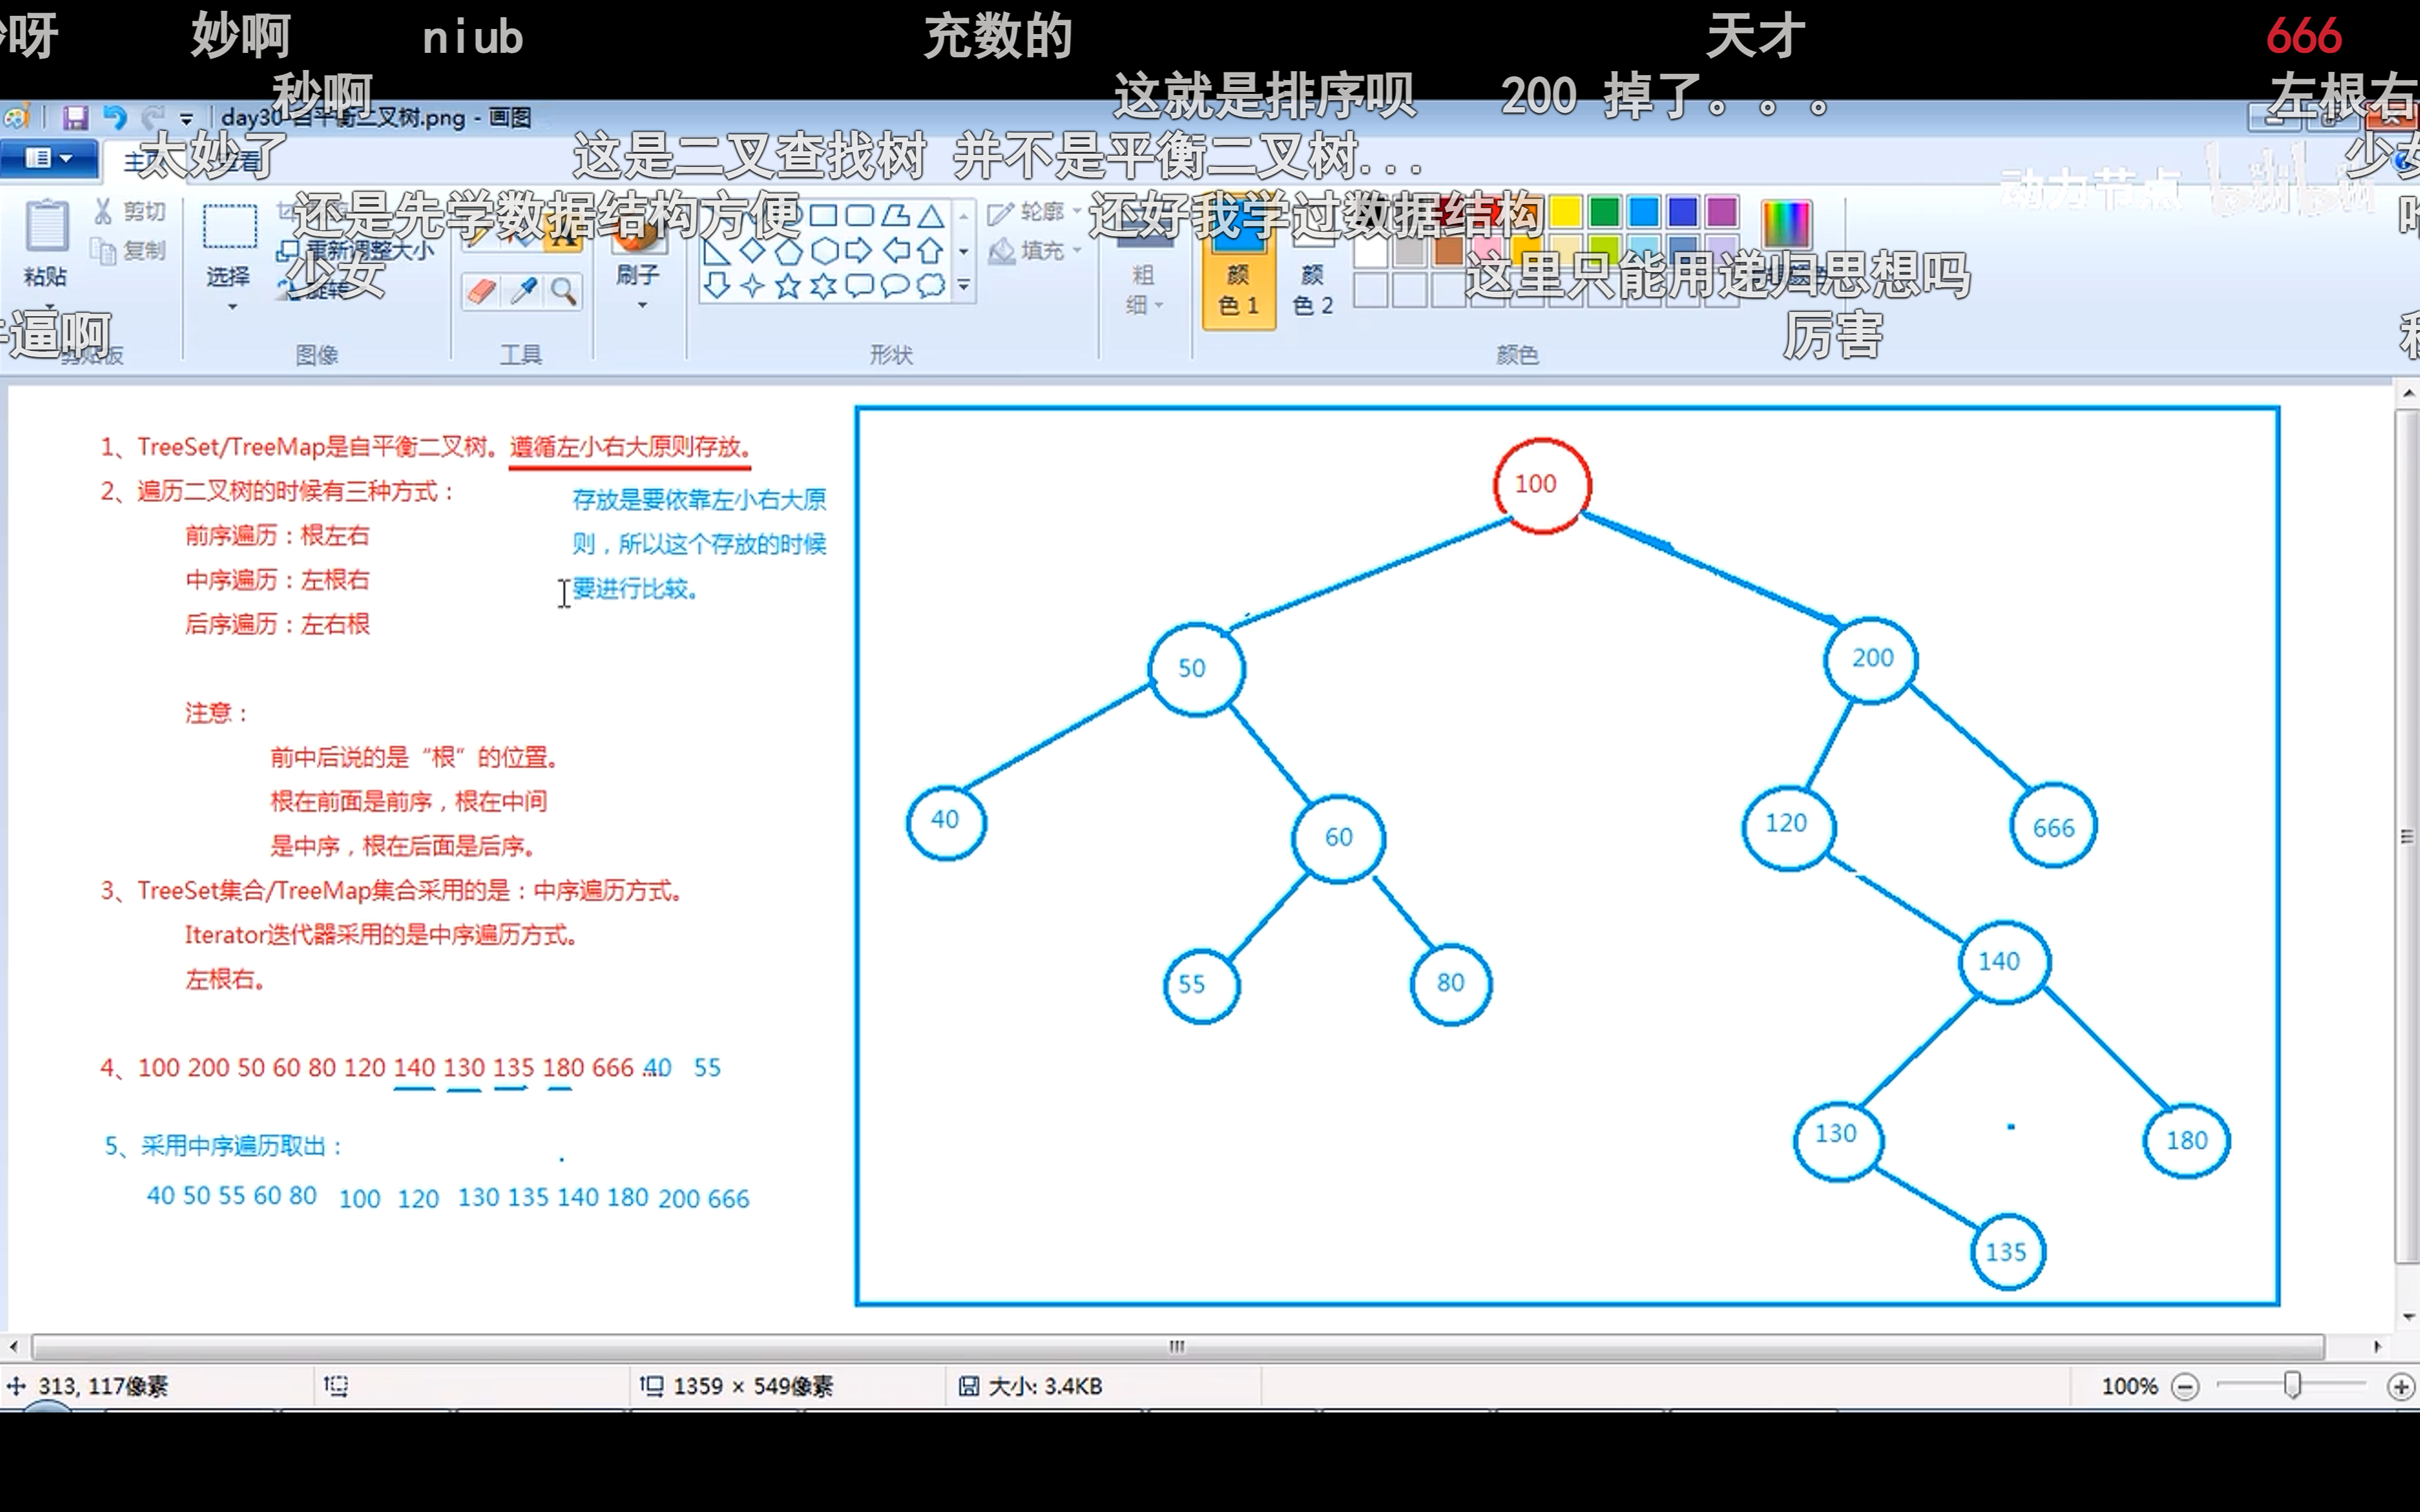 妙啊
niub
充数的
天才
666
秒啊
这就是排序呗
200 掉了。。。
左根右
day30-自平衡二叉树.png - 画图
太妙了
这是二叉查找树 并不是平衡二叉树...
少女
动力节点
还是先学数据结构方便
还好我学过数据结构
粘贴
剪切
复制
选择
重新调整大小
旋转
少女
刷子
轮廓
填充
粗细
颜色 1
颜色 2
这里只能用递归思想吗
逼啊
厉害
剪贴板
图像
工具
形状
颜色
1、TreeSet/TreeMap是自平衡二叉树。遵循左小右大原则存放。
2、遍历二叉树的时候有三种方式：
前序遍历：根左右
中序遍历：左根右
后序遍历：左右根
存放是要依靠左小右大原
则，所以这个存放的时候
要进行比较。
注意：
前中后说的是“根”的位置。
根在前面是前序，根在中间
是中序，根在后面是后序。
3、TreeSet集合/TreeMap集合采用的是：中序遍历方式。
Iterator迭代器采用的是中序遍历方式。
左根右。
4、100 200 50 60 80 120 140 130 135 180 666 40 55
5、采用中序遍历取出：
40 50 55 60 80 100 120 130 135 140 180 200 666
100
50
200
40
60
120
666
55
80
140
130
180
135
313, 117像素
1359 × 549像素
大小: 3.4KB
100%